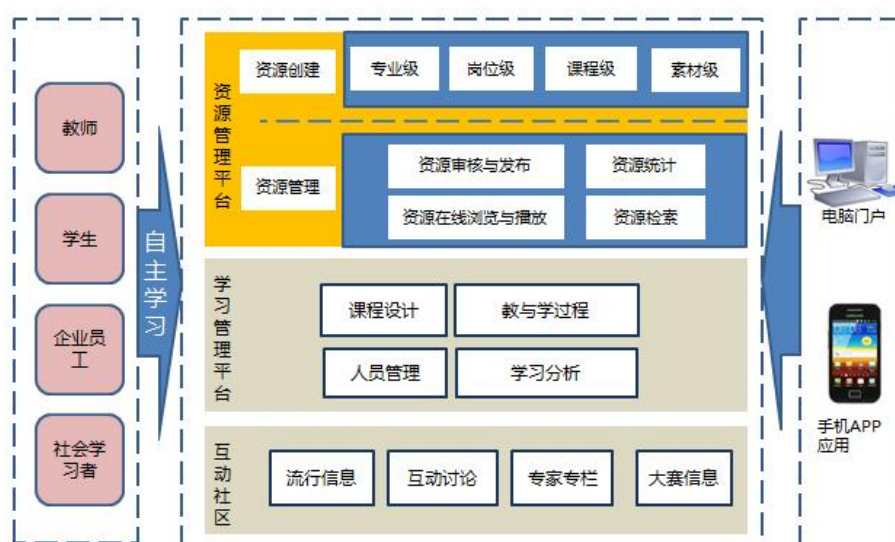 教师
学生
企业员
工
社会学
习者
自主学习
资源管理平台
资源创建
专业级
岗位级
课程级
素材级
资源管理
资源审核与发布
资源统计
资源在线浏览与播放
资源检索
学习管理平台
课程设计
教与学过程
人员管理
学习分析
互动社区
流行信息
互动讨论
专家专栏
大赛信息
电脑门户
手机APP
应用